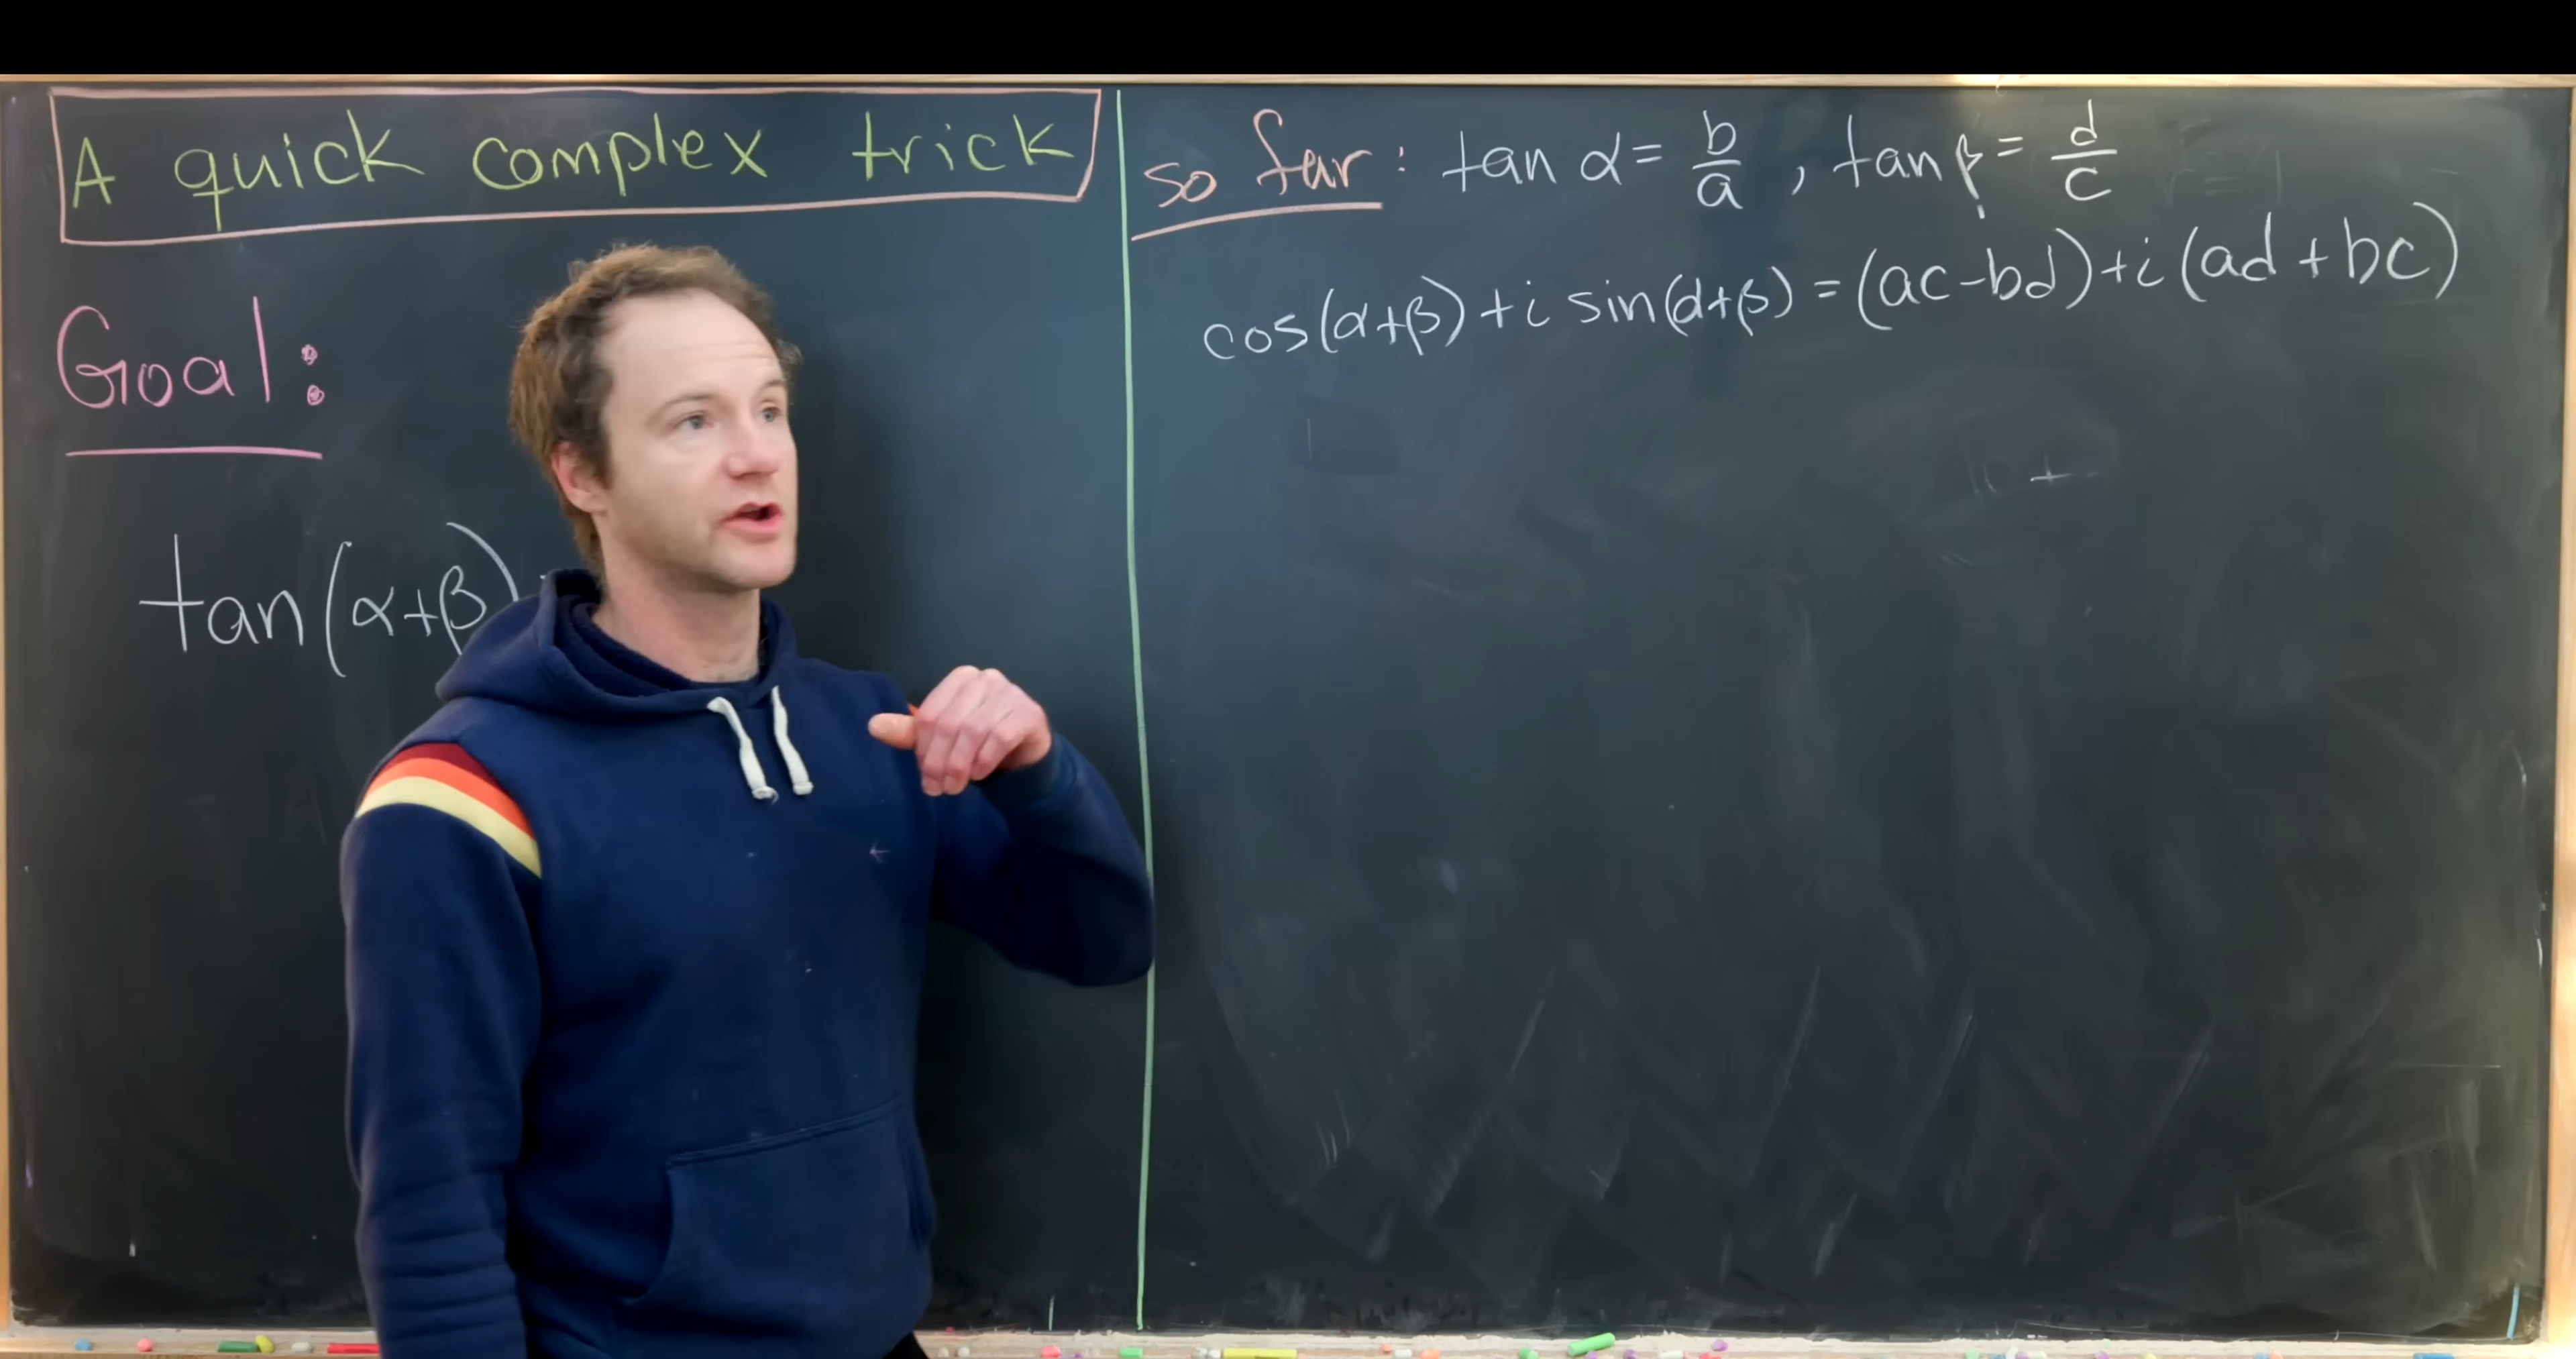 A quick complex trick
Goal:
tan(α+β)
so far: tan α = b/a , tan β = d/c
cos(α+β) + i sin(α+β) = (ac-bd) + i(ad + bc)